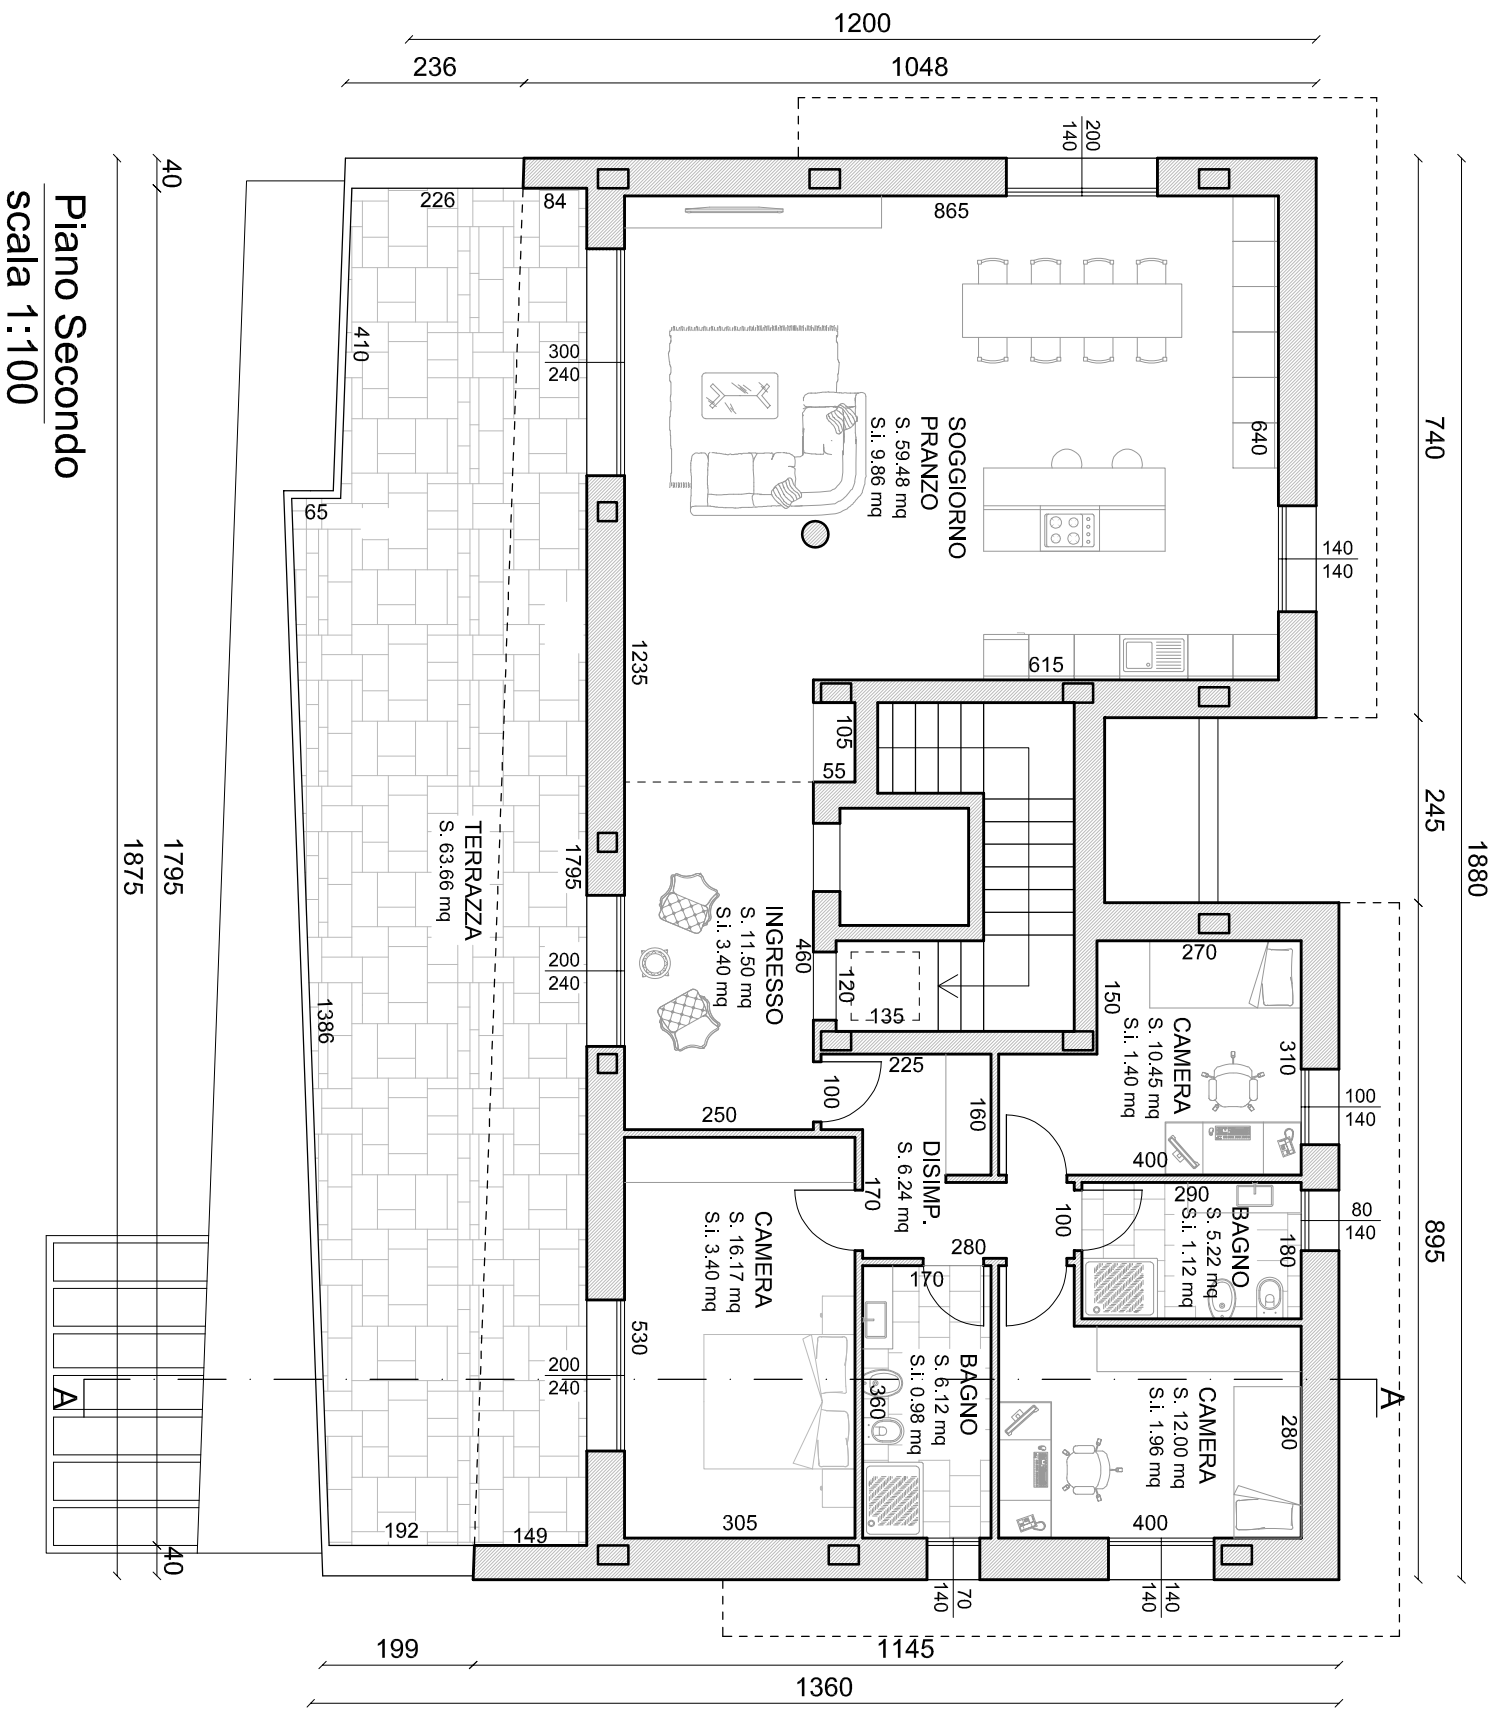 1200
236
1048
200
140
40
226
84
865
410
300
240
SOGGIORNO
PRANZO
S. 59.48 mq
S.i. 9.86 mq
640
740
65
140
140
1235
615
105
55
245
1880
1795
1875
1795
TERRAZZA
S. 63.66 mq
INGRESSO
S. 11.50 mq
S.i. 3.40 mq
460
200
240
120
135
1386
270
150
CAMERA
S. 10.45 mq
S.i. 1.40 mq
310
100
140
225
100
160
250
400
DISIMP.
S. 6.24 mq
170
100
280
170
290
BAGNO
S. 5.22 mq
S.i. 1.12 mq
180
80
140
895
CAMERA
S. 16.17 mq
S.i. 3.40 mq
530
200
240
BAGNO
S. 6.12 mq
S.i. 0.98 mq
360
CAMERA
S. 12.00 mq
S.i. 1.96 mq
280
A
A
192
149
305
400
40
70
140
140
140
199
1145
1360
Piano Secondo
scala 1:100